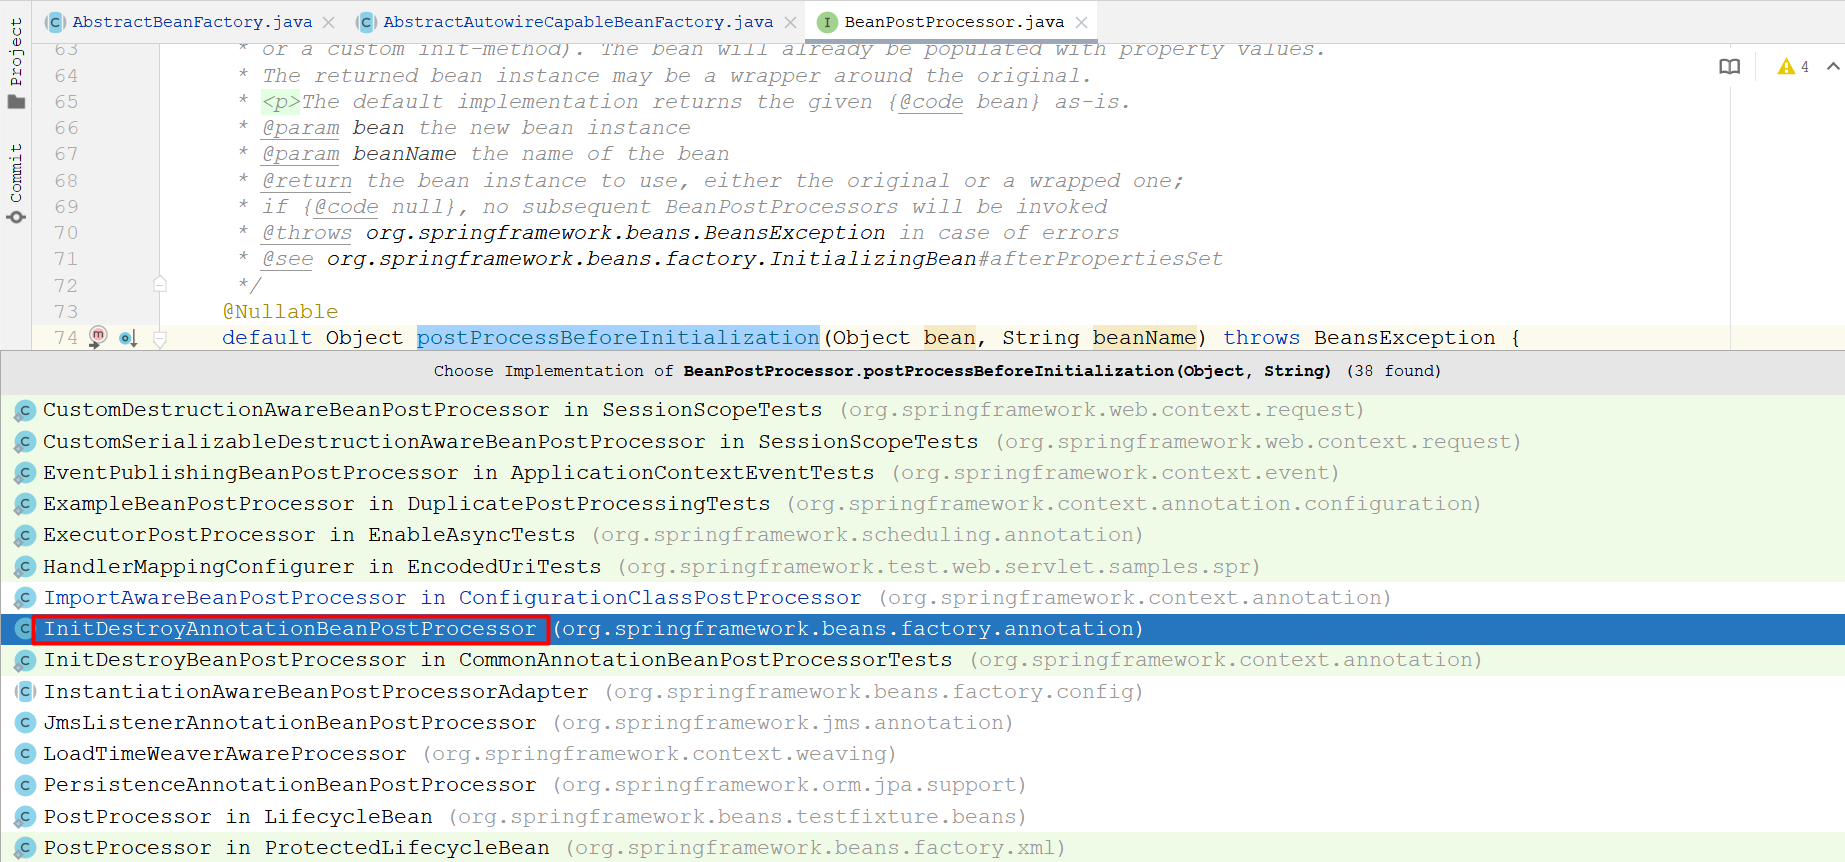 AbstractBeanFactory.java
AbstractAutowireCapableBeanFactory.java
BeanPostProcessor.java
Project
Commit
4
63 * or a custom init-method). The bean will already be populated with property values.
64 * The returned bean instance may be a wrapper around the original.
65 * <p>The default implementation returns the given {@code bean} as-is.
66 * @param bean the new bean instance
67 * @param beanName the name of the bean
68 * @return the bean instance to use, either the original or a wrapped one;
69 * if {@code null}, no subsequent BeanPostProcessors will be invoked
70 * @throws org.springframework.beans.BeansException in case of errors
71 * @see org.springframework.beans.factory.InitializingBean#afterPropertiesSet
72 */
73 @Nullable
74 default Object postProcessBeforeInitialization(Object bean, String beanName) throws BeansException {
Choose Implementation of BeanPostProcessor.postProcessBeforeInitialization(Object, String) (38 found)
CustomDestructionAwareBeanPostProcessor in SessionScopeTests (org.springframework.web.context.request)
CustomSerializableDestructionAwareBeanPostProcessor in SessionScopeTests (org.springframework.web.context.request)
EventPublishingBeanPostProcessor in ApplicationContextEventTests (org.springframework.context.event)
ExampleBeanPostProcessor in DuplicatePostProcessingTests (org.springframework.context.annotation.configuration)
ExecutorPostProcessor in EnableAsyncTests (org.springframework.scheduling.annotation)
HandlerMappingConfigurer in EncodedUriTests (org.springframework.test.web.servlet.samples.spr)
ImportAwareBeanPostProcessor in ConfigurationClassPostProcessor (org.springframework.context.annotation)
InitDestroyAnnotationBeanPostProcessor (org.springframework.beans.factory.annotation)
InitDestroyBeanPostProcessor in CommonAnnotationBeanPostProcessorTests (org.springframework.context.annotation)
InstantiationAwareBeanPostProcessorAdapter (org.springframework.beans.factory.config)
JmsListenerAnnotationBeanPostProcessor (org.springframework.jms.annotation)
LoadTimeWeaverAwareProcessor (org.springframework.context.weaving)
PersistenceAnnotationBeanPostProcessor (org.springframework.orm.jpa.support)
PostProcessor in LifecycleBean (org.springframework.beans.testfixture.beans)
PostProcessor in ProtectedLifecycleBean (org.springframework.beans.factory.xml)